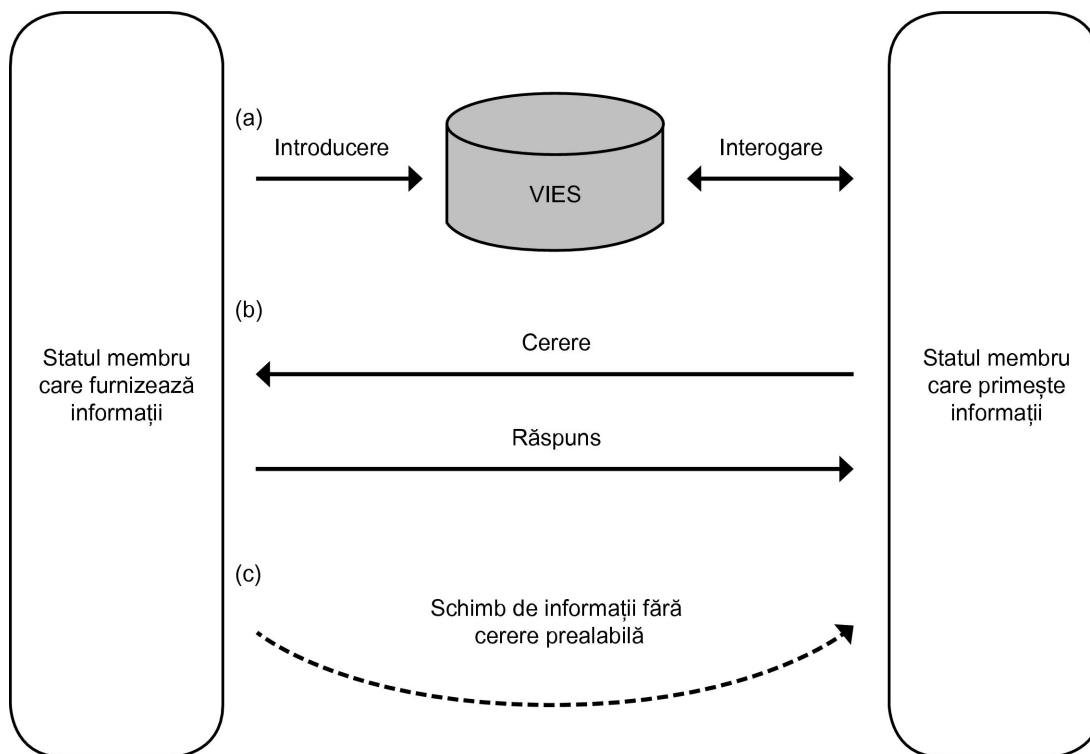 (a)
Introducere
VIES
Interogare
(b)
Cerere
Statul membru
care furnizează
informații
Statul membru
care primește
informații
Răspuns
(c)
Schimb de informații fără
cerere prealabilă